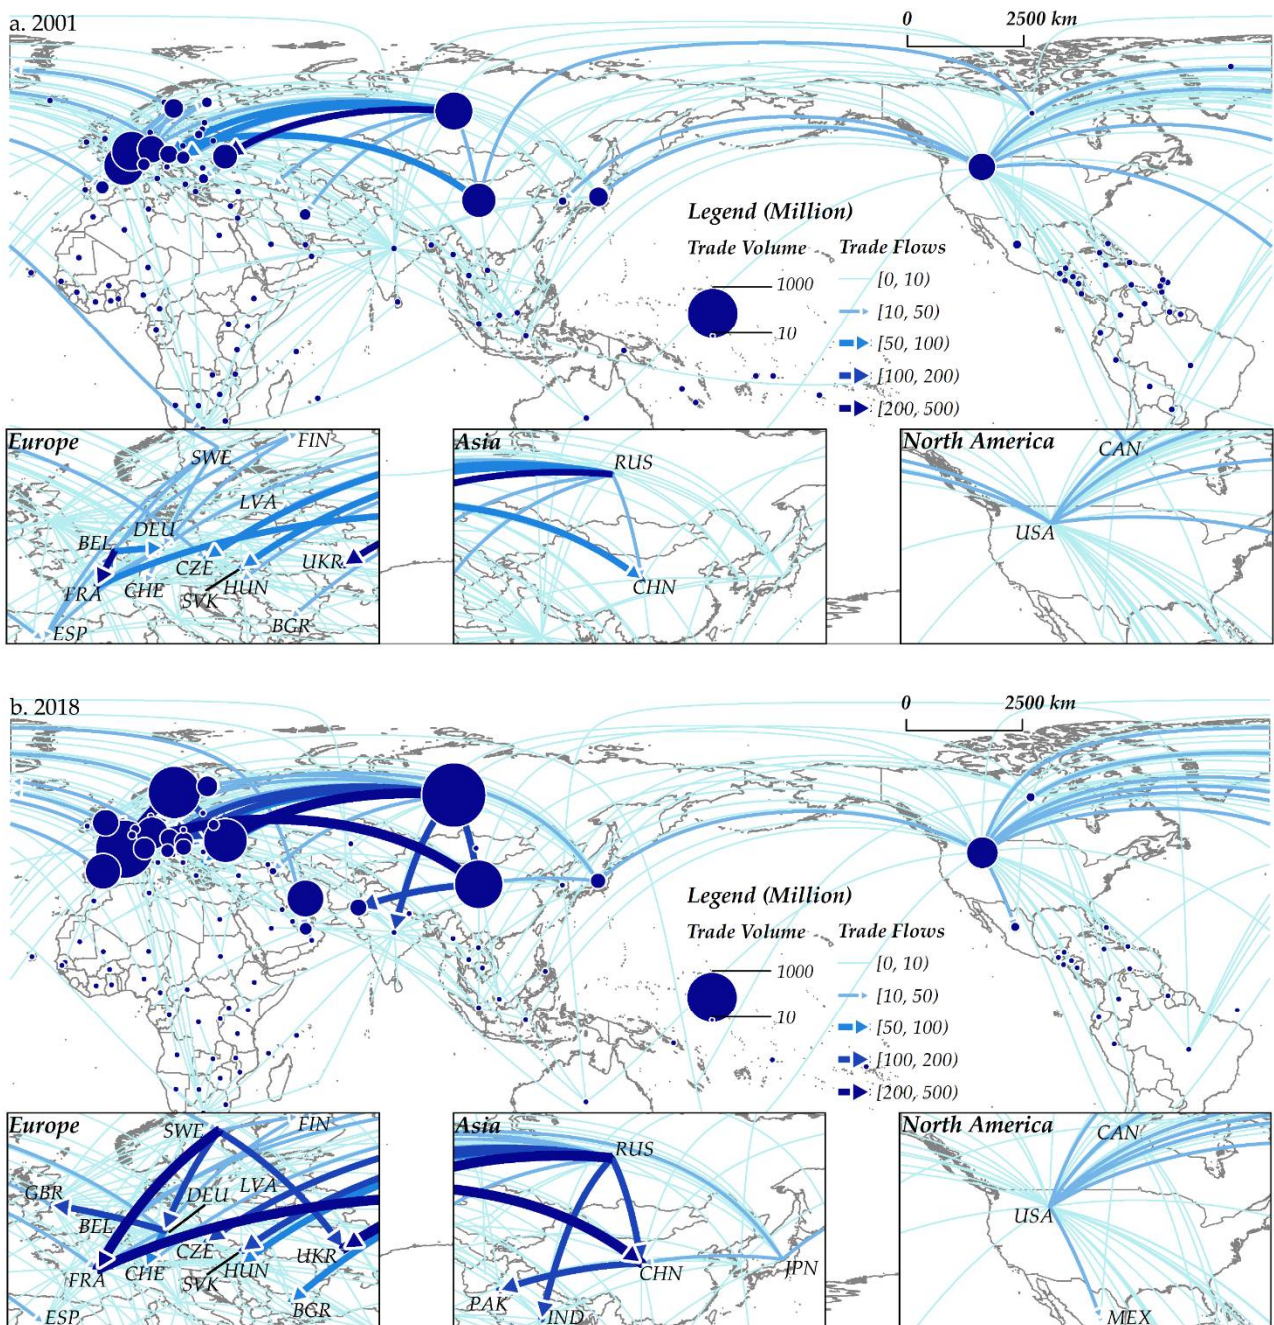 a. 2001
0 2500 km
Legend (Million)
Trade Volume Trade Flows
1000
10
[0, 10)
[10, 50)
[50, 100)
[100, 200)
[200, 500)
Europe
FIN
SWE
LVA
DEU
BEL
UKR
CZE
HUN
FRA
CHE
SVK
BGR
ESP
Asia
RUS
CHN
North America
CAN
USA
b. 2018
0 2500 km
Legend (Million)
Trade Volume Trade Flows
1000
10
[0, 10)
[10, 50)
[50, 100)
[100, 200)
[200, 500)
Europe
SWE
FIN
GBR
DEU
LVA
BEL
CZE
UKR
FRA
CHE
SVK
HUN
BGR
ESP
Asia
RUS
CHN
JPN
PAK
IND
North America
CAN
USA
MEX